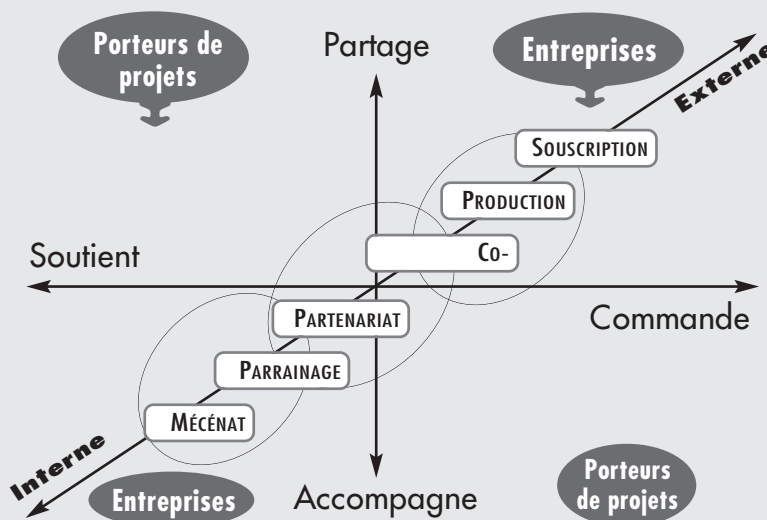 Porteurs de
projets
Partage
Entreprises
Externe
SOUSCRIPTION
PRODUCTION
CO-
Soutient
Commande
PARTENARIAT
PARRAINAGE
MÉCÉNAT
Interne
Entreprises
Accompagne
Porteurs
de projets